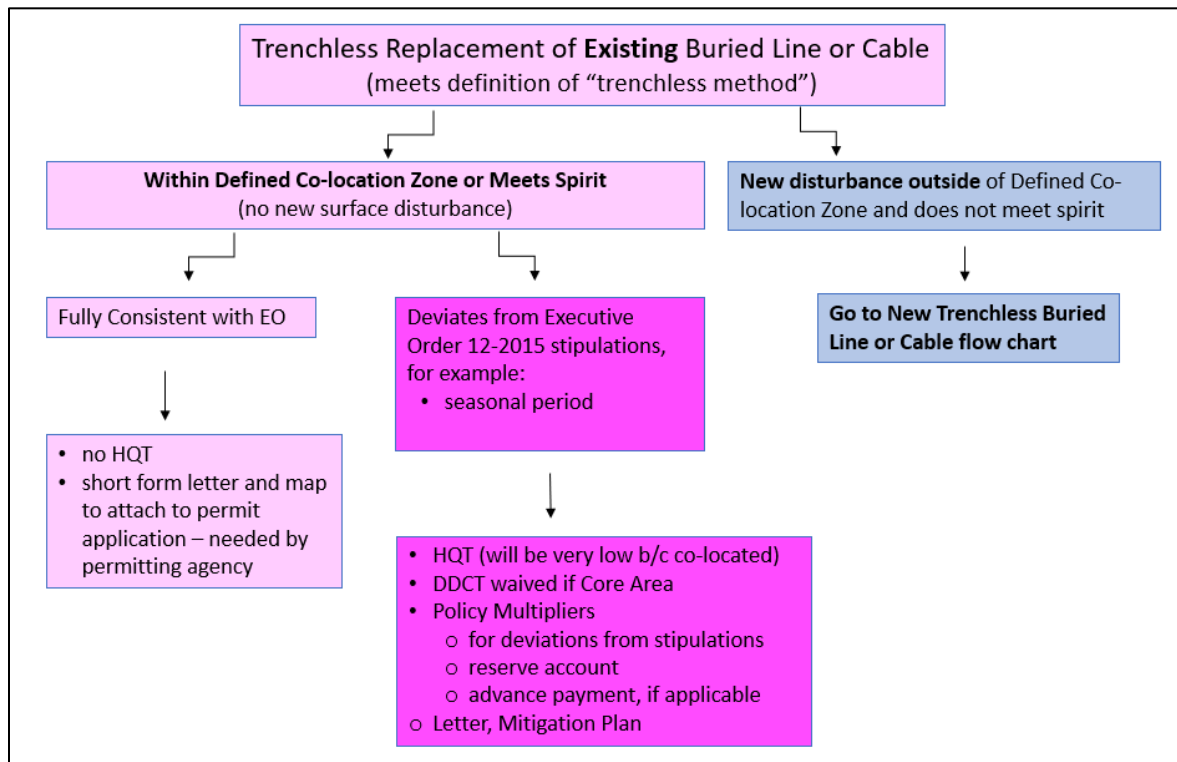 Trenchless Replacement of Existing Buried Line or Cable
(meets definition of “trenchless method”)
Within Defined Co-location Zone or Meets Spirit
(no new surface disturbance)
New disturbance outside of Defined Co-
location Zone and does not meet spirit
Fully Consistent with EO
Deviates from Executive
Order 12-2015 stipulations,
for example:
• seasonal period
Go to New Trenchless Buried
Line or Cable flow chart
• no HQT
• short form letter and map
to attach to permit
application – needed by
permitting agency
• HQT (will be very low b/c co-located)
• DDCT waived if Core Area
• Policy Multipliers
o for deviations from stipulations
o reserve account
o advance payment, if applicable
o Letter, Mitigation Plan